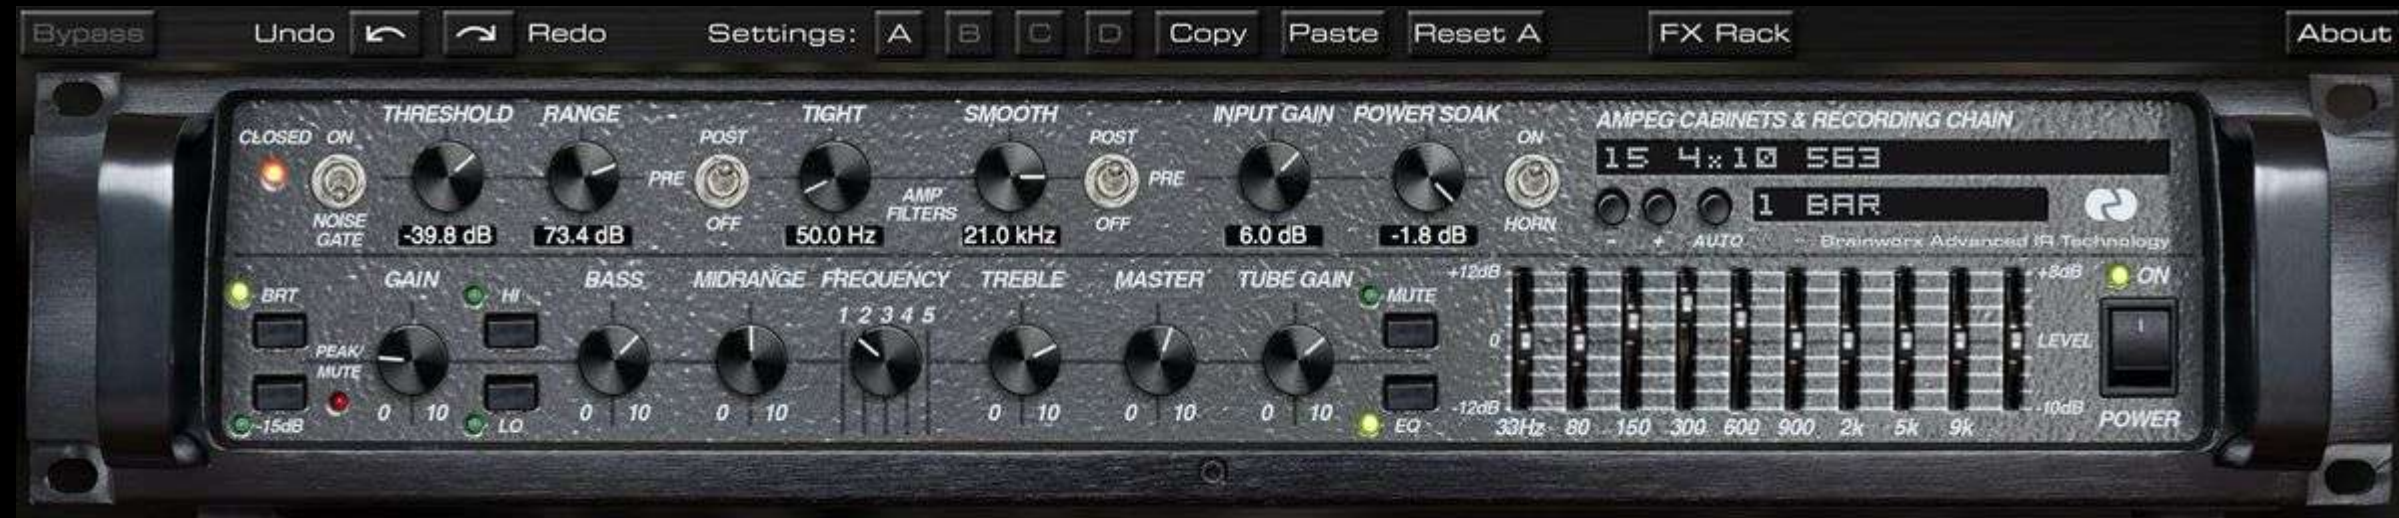 Bypass Undo Redo Settings: A B C D Copy Paste Reset A FX Rack About
THRESHOLD RANGE TIGHT SMOOTH INPUT GAIN POWER SOAK AMPEG CABINETS & RECORDING CHAIN
CLOSED ON POST POST ON
15 4x10 563
PRE PRE
AMP
FILTERS
1 BAR
NOISE
GATE OFF OFF HORN
-39.8 dB 73.4 dB 50.0 Hz 21.0 kHz 6.0 dB -1.8 dB
- + AUTO Brainworx Advanced IR Technology
GAIN BASS MIDRANGE FREQUENCY TREBLE MASTER TUBE GAIN +12dB +8dB ON
BRT HI MUTE
1 2 3 4 5
PEAK/
MUTE
0 LEVEL
0 10 0 10 0 10 0 10 0 10 0 10 -12dB -10dB
-15dB LO EQ 33Hz 80 150 300 600 900 2k 5k 9k POWER